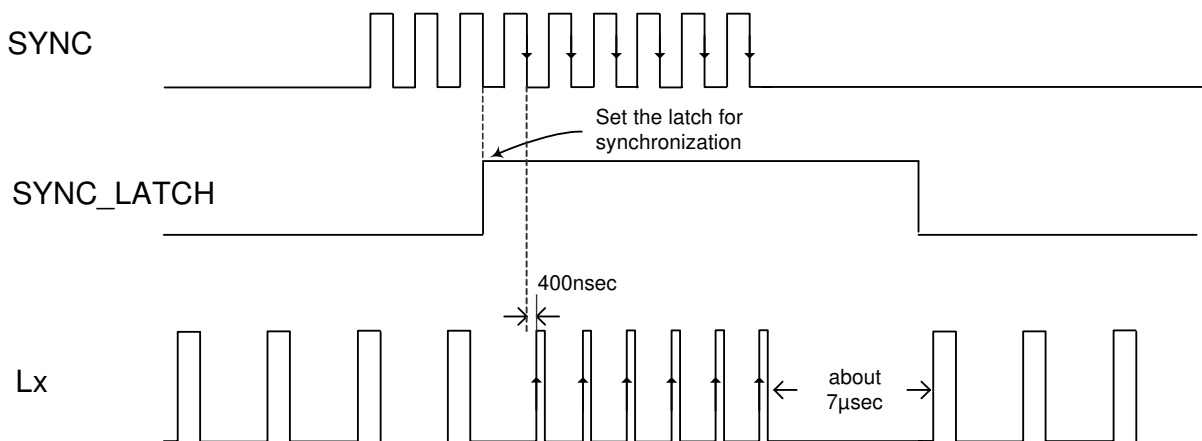 SYNC
Set the latch for
synchronization
SYNC_LATCH
400nsec
Lx
about
7µsec